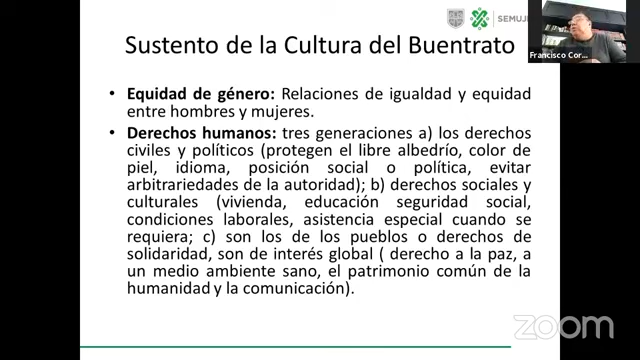 SEMUJE
Francisco Cor...
Sustento de la Cultura del Buentrato
• Equidad de género: Relaciones de igualdad y equidad
entre hombres y mujeres.
• Derechos humanos: tres generaciones a) los derechos
civiles y políticos (protegen el libre albedrío, color de
piel, idioma, posición social o política, evitar
arbitrariedades de la autoridad); b) derechos sociales y
culturales (vivienda, educación seguridad social,
condiciones laborales, asistencia especial cuando se
requiera; c) son los de los pueblos o derechos de
solidaridad, son de interés global ( derecho a la paz, a
un medio ambiente sano, el patrimonio común de la
humanidad y la comunicación).
zoom